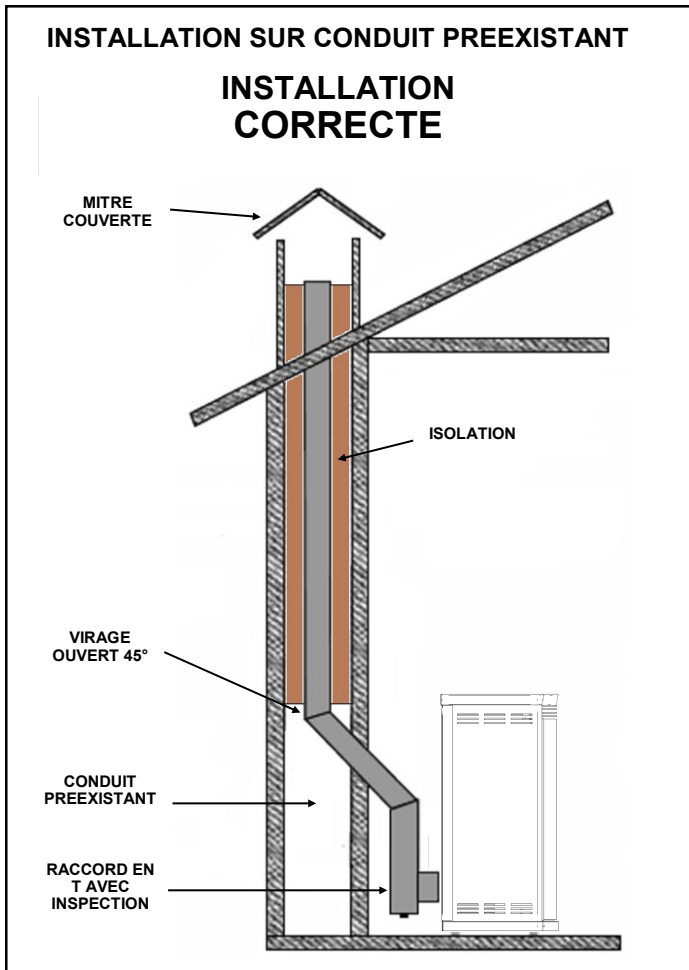 INSTALLATION SUR CONDUIT PREEXISTANT
INSTALLATION
CORRECTE
MITRE
COUVERTE
ISOLATION
VIRAGE
OUVERT 45°
CONDUIT
PREEXISTANT
RACCORD EN
T AVEC
INSPECTION